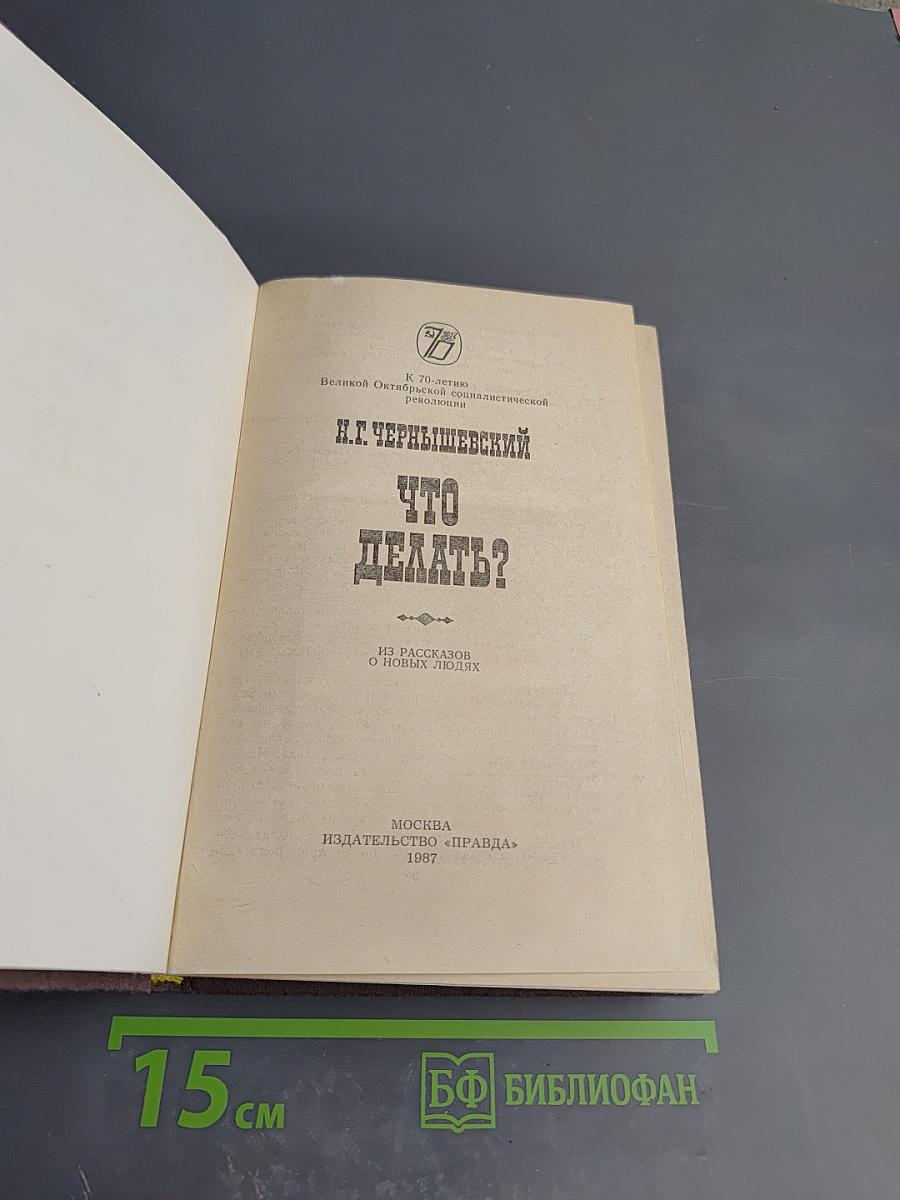 К 70-летию
Великой Октябрьской социалистической
революции
Н.Г. ЧЕРНЫШЕВСКИЙ
ЧТО
ДЕЛАТЬ?
ИЗ РАССКАЗОВ
О НОВЫХ ЛЮДЯХ
МОСКВА
ИЗДАТЕЛЬСТВО «ПРАВДА»
1987
15 см
БФ БИБЛИОФАН